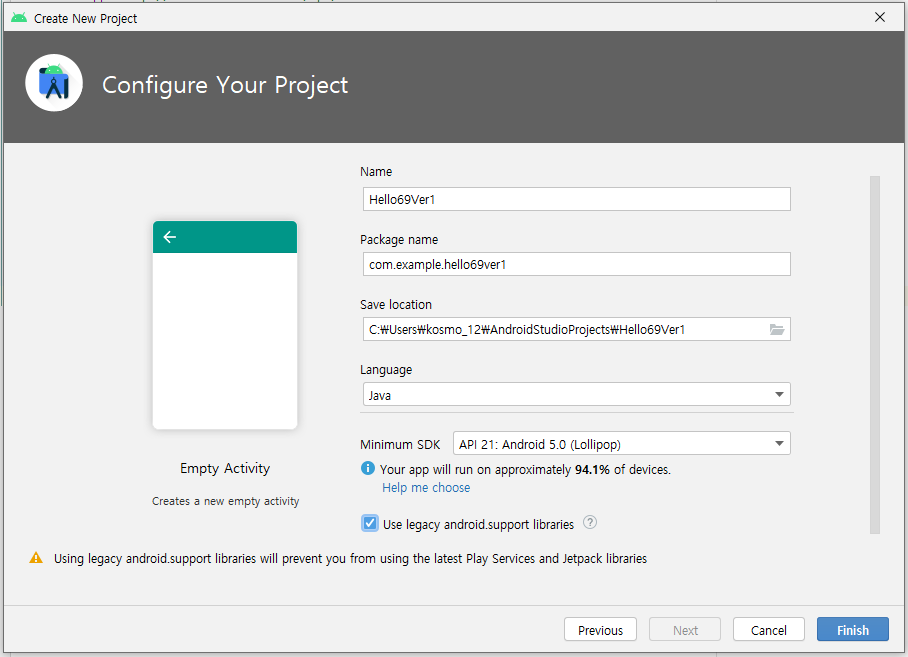 Create New Project
Configure Your Project
Name
Hello69Ver1
Package name
com.example.hello69ver1
Save location
C:₩Users₩kosmo_12₩AndroidStudioProjects₩Hello69Ver1
Language
Java
Minimum SDK API 21: Android 5.0 (Lollipop)
Your app will run on approximately 94.1% of devices.
Help me choose
Use legacy android.support libraries ?
Empty Activity
Creates a new empty activity
Using legacy android.support libraries will prevent you from using the latest Play Services and Jetpack libraries
Previous Next Cancel Finish